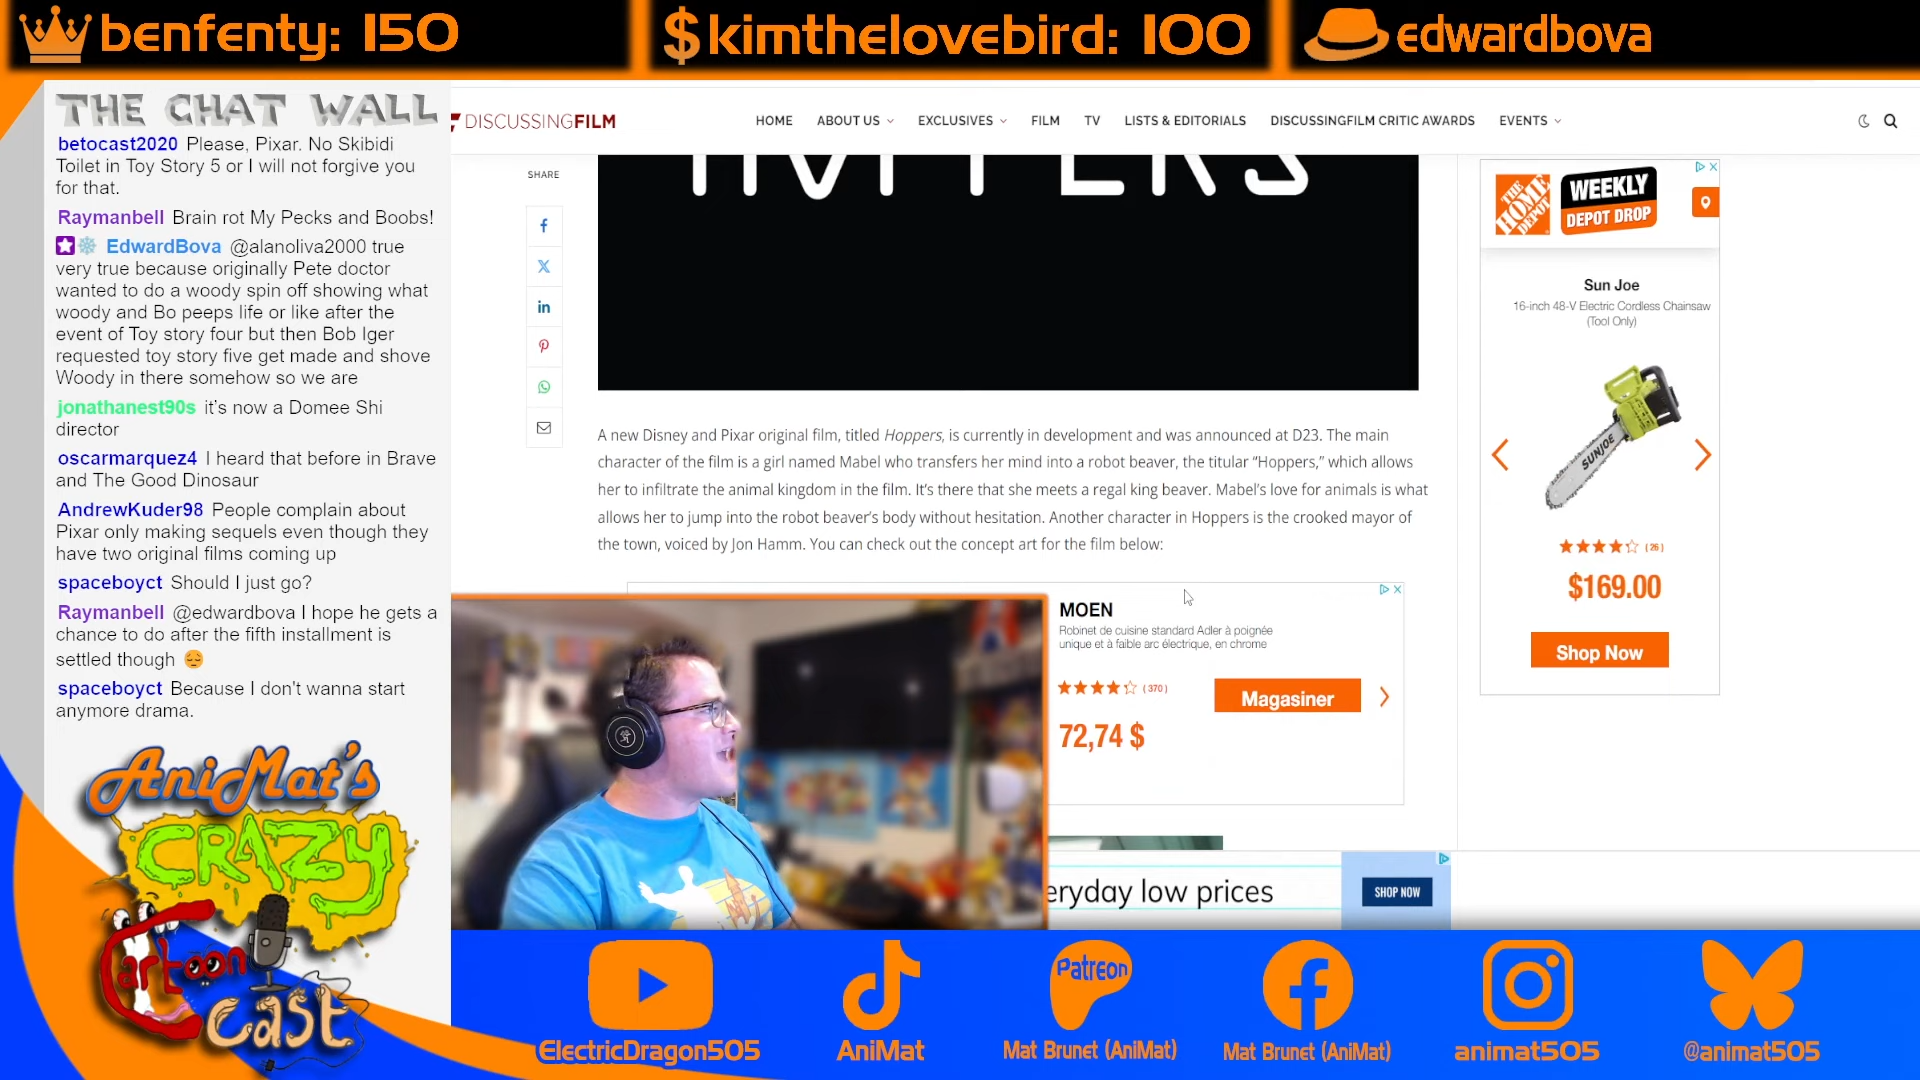 benfenty: 150
$kimthelovebird: 100
edwardbova
THE CHAT WALL
betocast2020 Please, Pixar. No Skibidi
Toilet in Toy Story 5 or I will not forgive you
for that.
Raymanbell Brain rot My Pecks and Boobs!
EdwardBova @alanoliva2000 true
very true because originally Pete doctor
wanted to do a woody spin off showing what
woody and Bo peeps life or like after the
event of Toy story four but then Bob Iger
requested toy story five get made and shove
Woody in there somehow so we are
jonathanest90s it’s now a Domee Shi
director
oscarmarquez4 I heard that before in Brave
and The Good Dinosaur
AndrewKuder98 People complain about
Pixar only making sequels even though they
have two original films coming up
spaceboyct Should I just go?
Raymanbell @edwardbova I hope he gets a
chance to do after the fifth installment is
settled though
spaceboyct Because I don't wanna start
anymore drama.
AniMat's
CRAZY
Cartoon
Cast
DISCUSSINGFILM
HOME
ABOUT US
EXCLUSIVES
FILM
TV
LISTS & EDITORIALS
DISCUSSINGFILM CRITIC AWARDS
EVENTS
SHARE
HOPPERS
A new Disney and Pixar original film, titled Hoppers, is currently in development and was announced at D23. The main
character of the film is a girl named Mabel who transfers her mind into a robot beaver, the titular “Hoppers,” which allows
her to infiltrate the animal kingdom in the film. It’s there that she meets a regal king beaver. Mabel’s love for animals is what
allows her to jump into the robot beaver’s body without hesitation. Another character in Hoppers is the crooked mayor of
the town, voiced by Jon Hamm. You can check out the concept art for the film below:
THE HOME DEPOT
WEEKLY
DEPOT DROP
Sun Joe
16-inch 48-V Electric Cordless Chainsaw
(Tool Only)
SUNJOE
(26)
$169.00
Shop Now
MOEN
Robinet de cuisine standard Adler à poignée
unique et à faible arc électrique, en chrome
(370)
72,74 $
Magasiner
eryday low prices
SHOP NOW
ElectricDragon505
AniMat
Patreon
Mat Brunet (AniMat)
Mat Brunet (AniMat)
animat505
@animat505